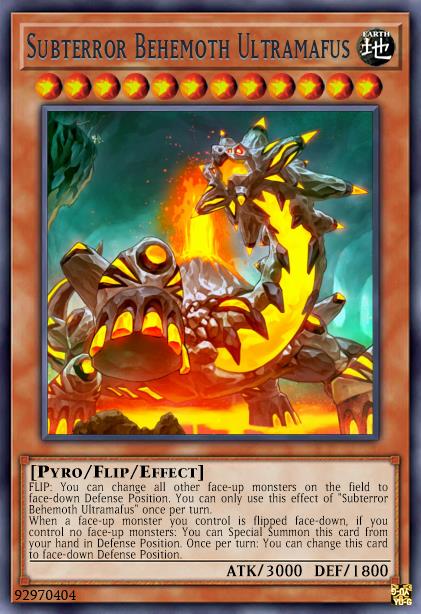 SUBTERROR BEHEMOTH ULTRAMAFUS
EARTH
地
[PYRO/FLIP/EFFECT]
FLIP: You can change all other face-up monsters on the field to
face-down Defense Position. You can only use this effect of "Subterror
Behemoth Ultramafus" once per turn.
When a face-up monster you control is flipped face-down, if you
control no face-up monsters: You can Special Summon this card from
your hand in Defense Position. Once per turn: You can change this card
to face-down Defense Position.
ATK/3000 DEF/1800
92970404